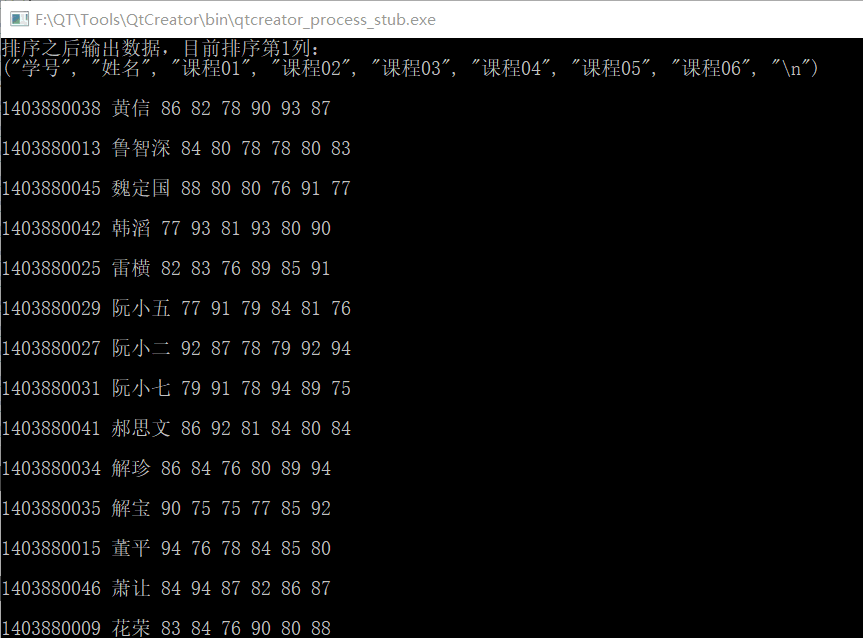 F:\QT\Tools\QtCreator\bin\qtcreator_process_stub.exe
排序之后输出数据，目前排序第1列：
("学号", "姓名", "课程01", "课程02", "课程03", "课程04", "课程05", "课程06", "\n")
1403880038 黄信 86 82 78 90 93 87
1403880013 鲁智深 84 80 78 78 80 83
1403880045 魏定国 88 80 80 76 91 77
1403880042 韩滔 77 93 81 93 80 90
1403880025 雷横 82 83 76 89 85 91
1403880029 阮小五 77 91 79 84 81 76
1403880027 阮小二 92 87 78 79 92 94
1403880031 阮小七 79 91 78 94 89 75
1403880041 郝思文 86 92 81 84 80 84
1403880034 解珍 86 84 76 80 89 94
1403880035 解宝 90 75 75 77 85 92
1403880015 董平 94 76 78 84 85 80
1403880046 萧让 84 94 87 82 86 87
1403880009 花荣 83 84 76 90 80 88